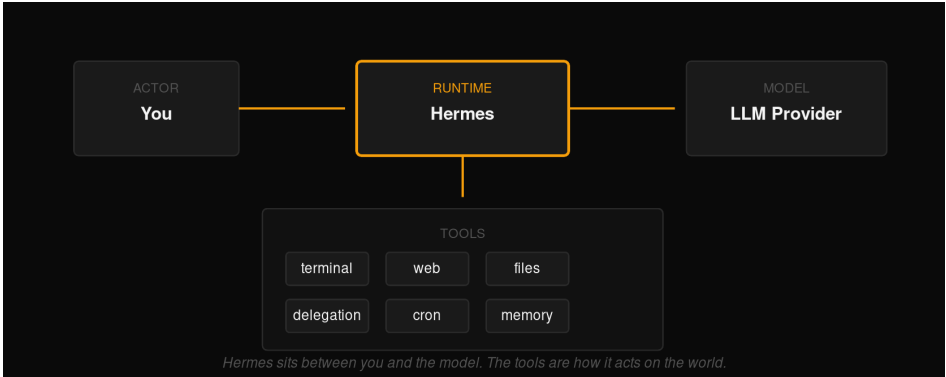 ACTOR
You
RUNTIME
Hermes
MODEL
LLM Provider
TOOLS
terminal
web
files
delegation
cron
memory
Hermes sits between you and the model. The tools are how it acts on the world.